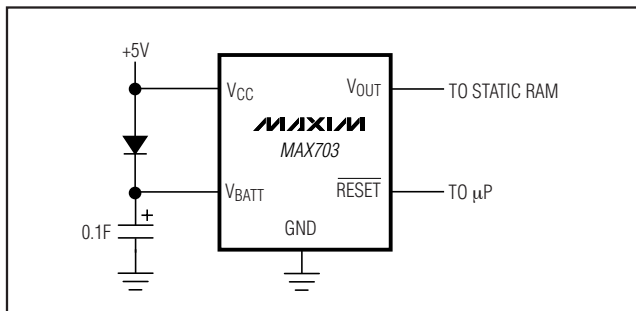 +5V
VCC
VOUT
TO STATIC RAM
MAXIM
MAX703
VBATT
RESET
TO μP
+
0.1F
GND